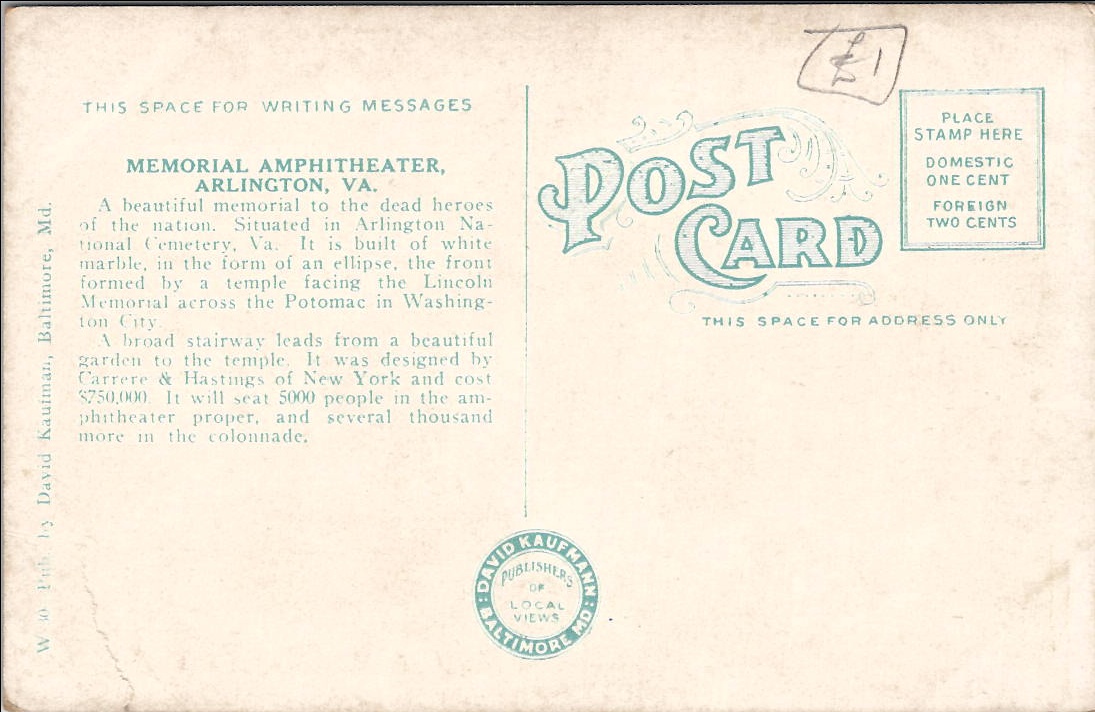 £1
THIS SPACE FOR WRITING MESSAGES
MEMORIAL AMPHITHEATER,
ARLINGTON, VA.
A beautiful memorial to the dead heroes
of the nation. Situated in Arlington Na-
tional Cemetery, Va. It is built of white
marble, in the form of an ellipse, the front
formed by a temple facing the Lincoln
Memorial across the Potomac in Washing-
ton City.
A broad stairway leads from a beautiful
garden to the temple. It was designed by
Carrere & Hastings of New York and cost
$750,000. It will seat 5000 people in the am-
phitheater proper, and several thousand
more in the colonnade.
W 30 Pub. by David Kaufman, Baltimore, Md.
POST
CARD
PLACE
STAMP HERE
DOMESTIC
ONE CENT
FOREIGN
TWO CENTS
THIS SPACE FOR ADDRESS ONLY
DAVID KAUFMANN
PUBLISHERS
OF
LOCAL
VIEWS
BALTIMORE MD